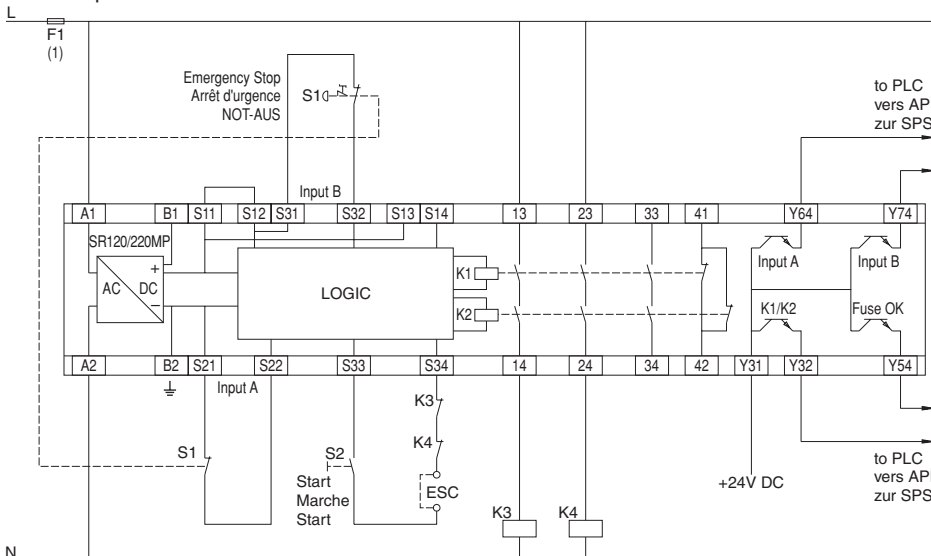 L
F1
(1)
Emergency Stop
Arrêt d'urgence
NOT-AUS
S1
to PLC
vers AP
zur SPS
Input B
A1 B1 S11 S12 S31 S32 S13 S14 13 23 33 41 Y64 Y74
SR120/220MP
AC DC + −
LOGIC
K1
K2
Input A
Input B
K1/K2
Fuse OK
A2 B2 S21 S22 S33 S34 14 24 34 42 Y31 Y32 Y54
Input A
K3
K4
S1
S2
Start
Marche
Start
ESC
+24V DC
to PLC
vers API
zur SPS
K3
K4
N